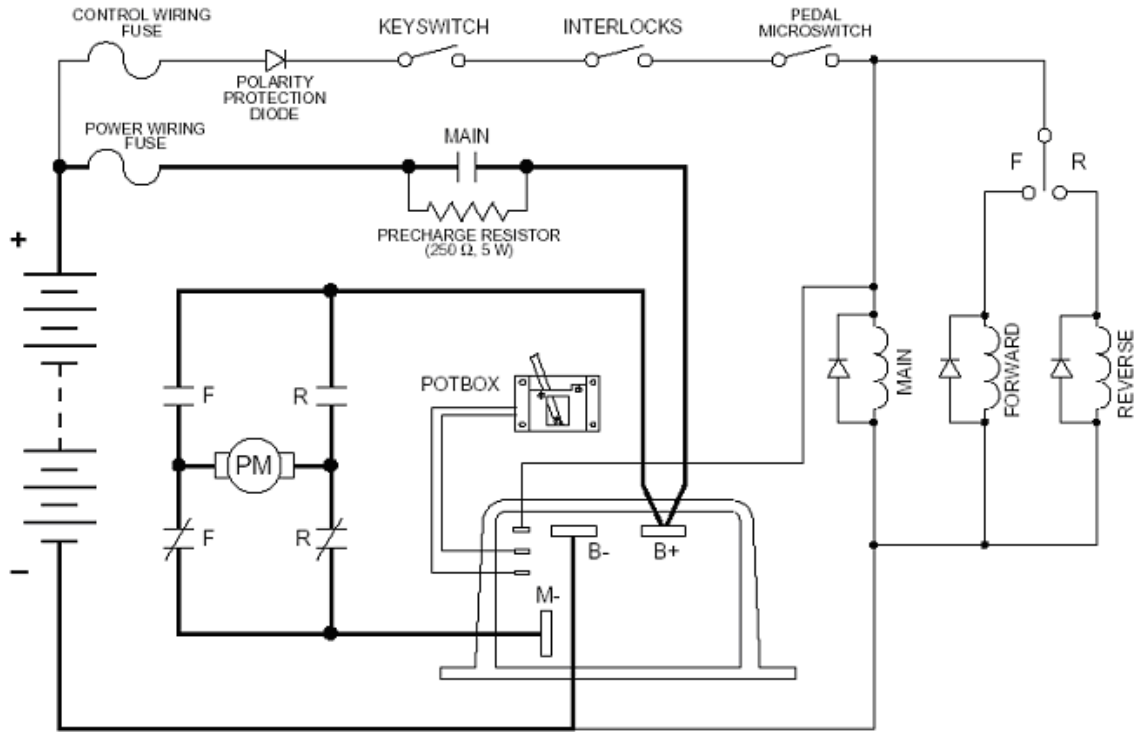 CONTROL WIRING
FUSE
KEYSWITCH
INTERLOCKS
PEDAL
MICROSWITCH
POLARITY
PROTECTION
DIODE
POWER WIRING
FUSE
MAIN
F
R
PRECHARGE RESISTOR
(250 Ω, 5 W)
+
F
R
POTBOX
MAIN
FORWARD
REVERSE
PM
F
R
B-
B+
M-
–